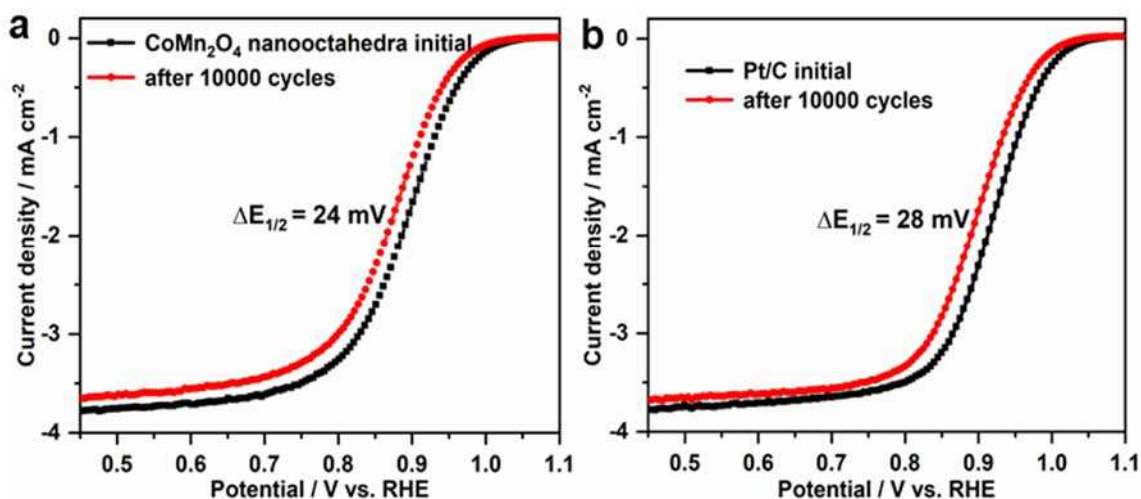 a
CoMn₂O₄ nanooctahedra initial
after 10000 cycles
ΔE₁/₂ = 24 mV
0
-1
-2
-3
-4
Current density / mA cm⁻²
0.5 0.6 0.7 0.8 0.9 1.0 1.1
Potential / V vs. RHE
b
Pt/C initial
after 10000 cycles
ΔE₁/₂ = 28 mV
0
-1
-2
-3
-4
Current density / mA cm⁻²
0.5 0.6 0.7 0.8 0.9 1.0 1.1
Potential / V vs. RHE